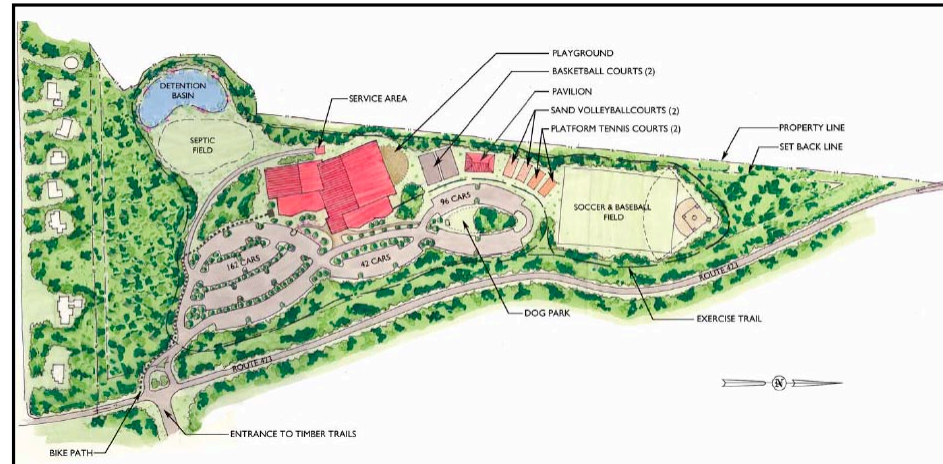 PLAYGROUND
BASKETBALL COURTS (2)
DETENTION
BASIN
PAVILION
SERVICE AREA
SAND VOLLEYBALLCOURTS (2)
PLATFORM TENNIS COURTS (2)
PROPERTY LINE
SEPTIC
FIELD
SET BACK LINE
96 CARS
SOCCER & BASEBALL
FIELD
162 CARS
42 CARS
ROUTE 423
DOG PARK
EXERCISE TRAIL
ROUTE 423
N
ENTRANCE TO TIMBER TRAILS
BIKE PATH